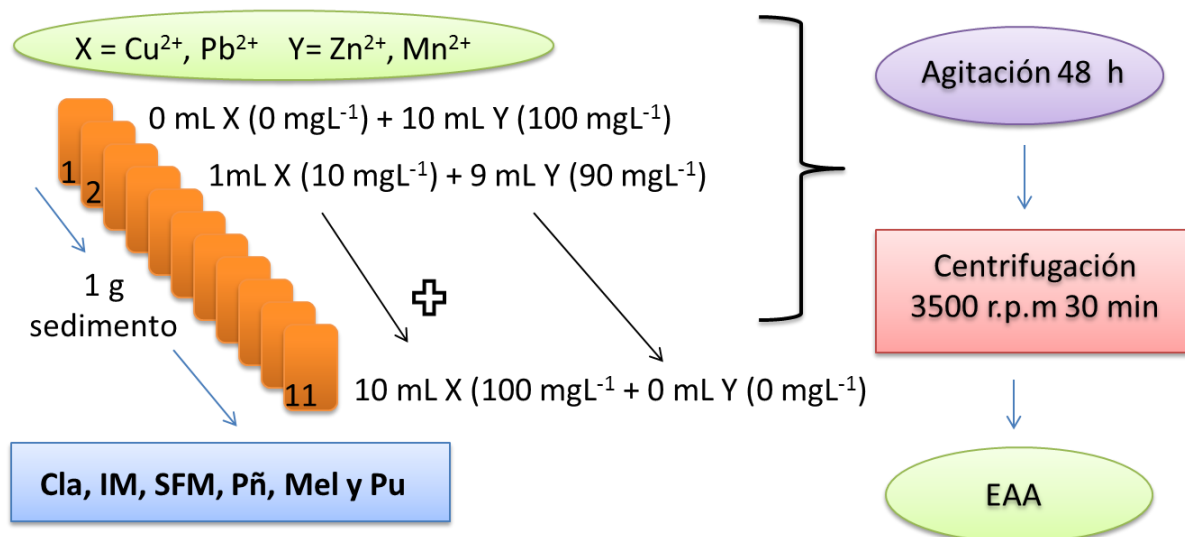 X = Cu²⁺, Pb²⁺ Y= Zn²⁺, Mn²⁺
0 mL X (0 mgL⁻¹) + 10 mL Y (100 mgL⁻¹)
1mL X (10 mgL⁻¹) + 9 mL Y (90 mgL⁻¹)
1
2
1 g
sedimento
11
10 mL X (100 mgL⁻¹ + 0 mL Y (0 mgL⁻¹)
Cla, IM, SFM, Pñ, Mel y Pu
Agitación 48 h
Centrifugación
3500 r.p.m 30 min
EAA